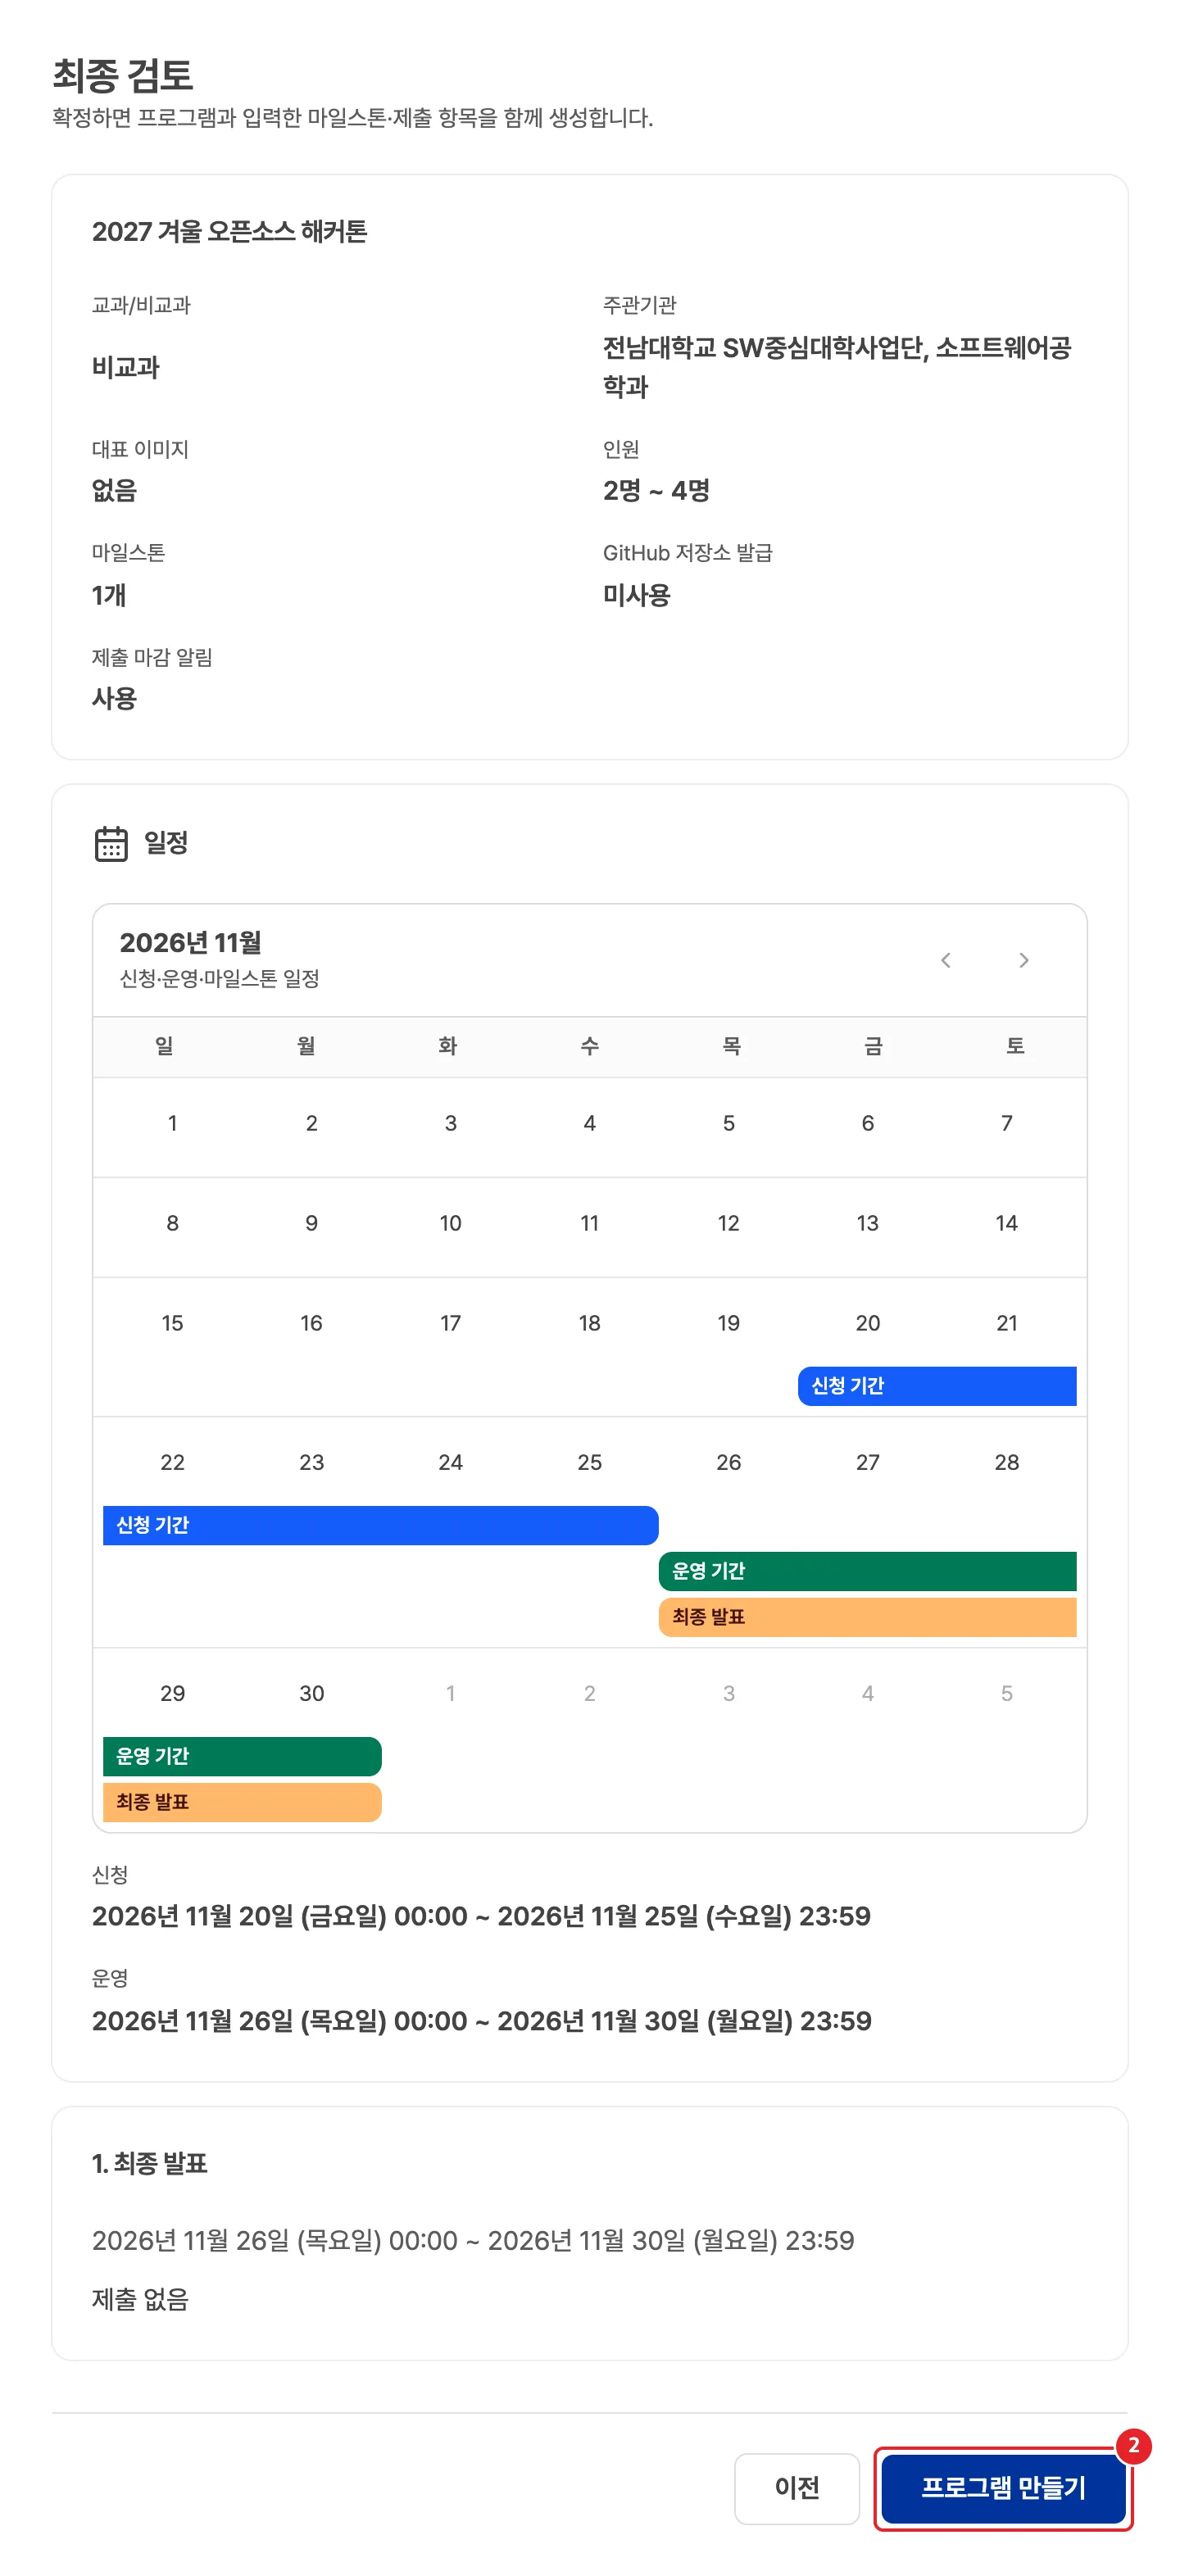 최종 검토
확정하면 프로그램과 입력한 마일스톤·제출 항목을 함께 생성합니다.
2027 겨울 오픈소스 해커톤
교과/비교과
비교과
주관기관
전남대학교 SW중심대학사업단, 소프트웨어공
학과
대표 이미지
없음
인원
2명 ~ 4명
마일스톤
1개
GitHub 저장소 발급
미사용
제출 마감 알림
사용
일정
2026년 11월
신청·운영·마일스톤 일정
일 월 화 수 목 금 토
1 2 3 4 5 6 7
8 9 10 11 12 13 14
15 16 17 18 19 20 21
신청 기간
22 23 24 25 26 27 28
신청 기간
운영 기간
최종 발표
29 30 1 2 3 4 5
운영 기간
최종 발표
신청
2026년 11월 20일 (금요일) 00:00 ~ 2026년 11월 25일 (수요일) 23:59
운영
2026년 11월 26일 (목요일) 00:00 ~ 2026년 11월 30일 (월요일) 23:59
1. 최종 발표
2026년 11월 26일 (목요일) 00:00 ~ 2026년 11월 30일 (월요일) 23:59
제출 없음
2
이전
프로그램 만들기